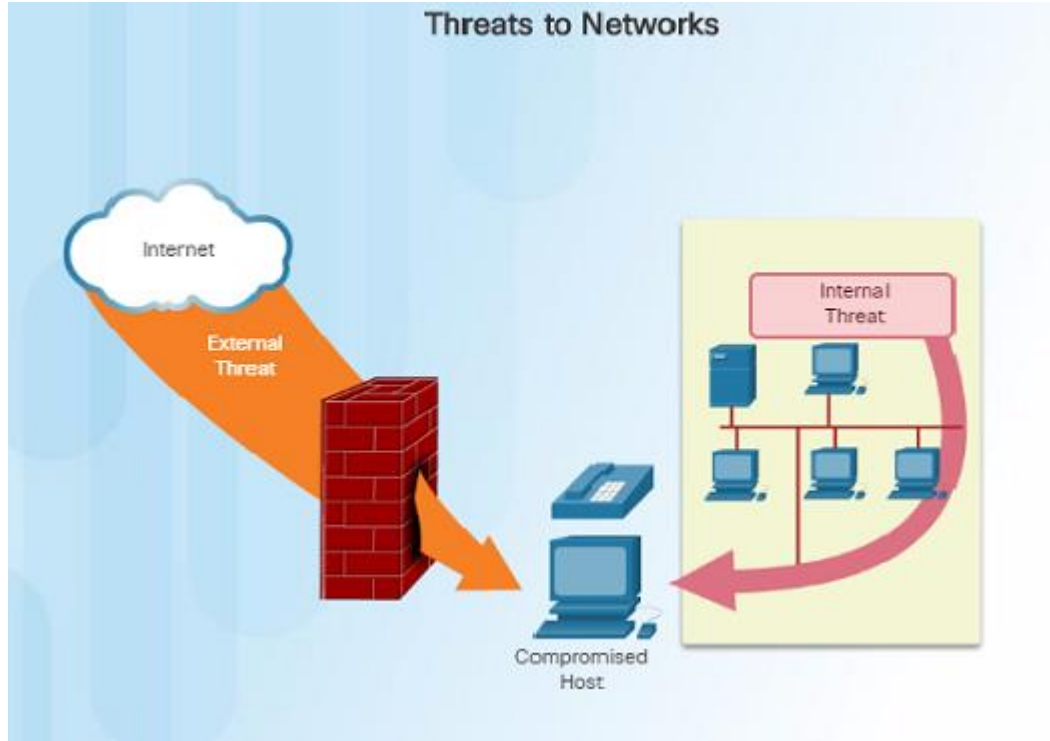 Threats to Networks
Internet
External
Threat
Internal
Threat
Compromised
Host